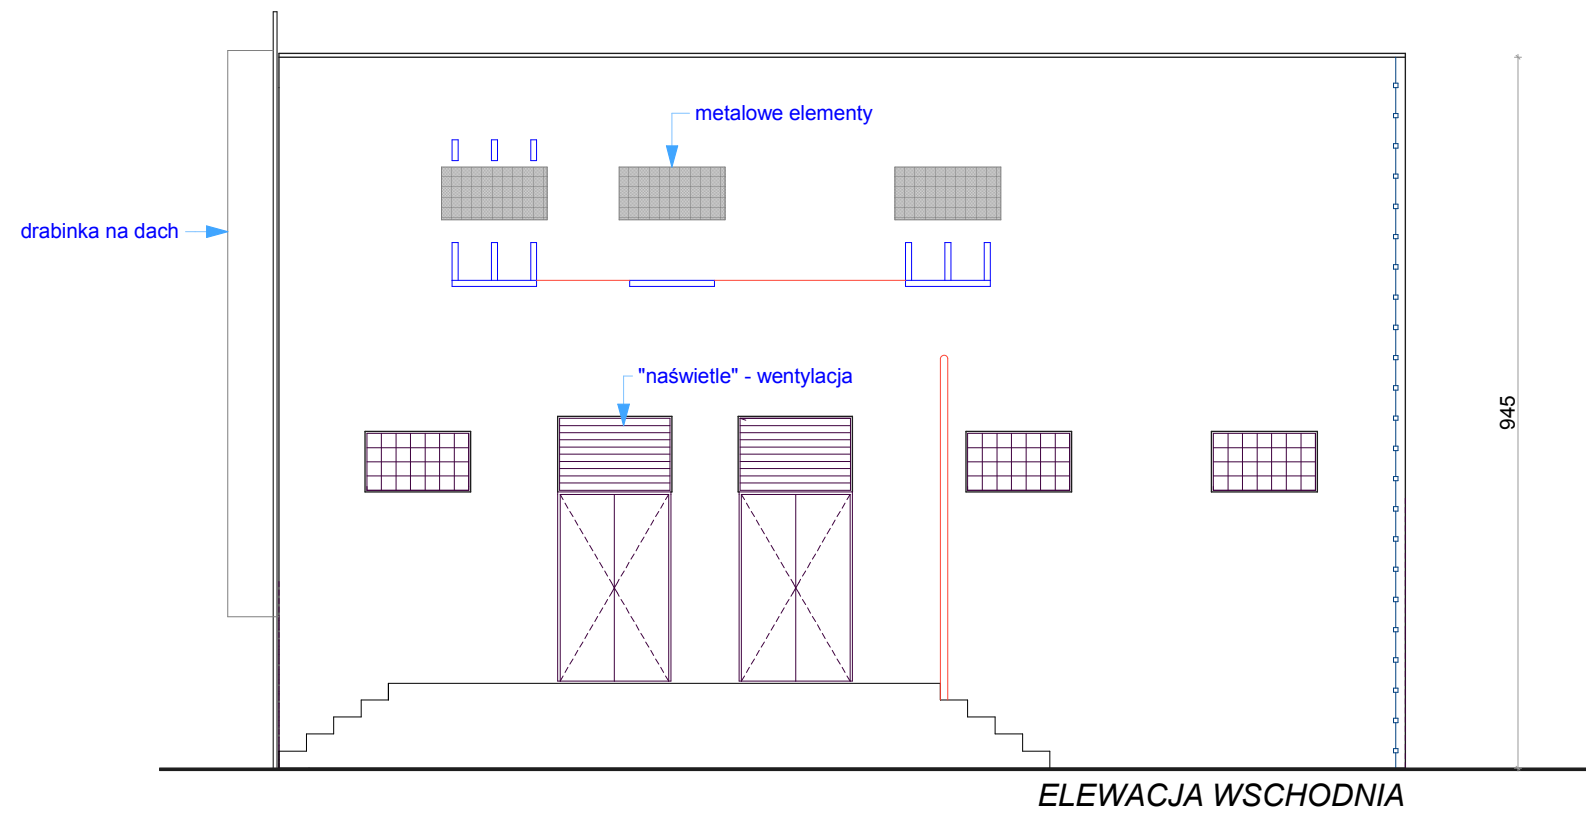 metalowe elementy
drabinka na dach
"naświetle" - wentylacja
945
ELEWACJA WSCHODNIA